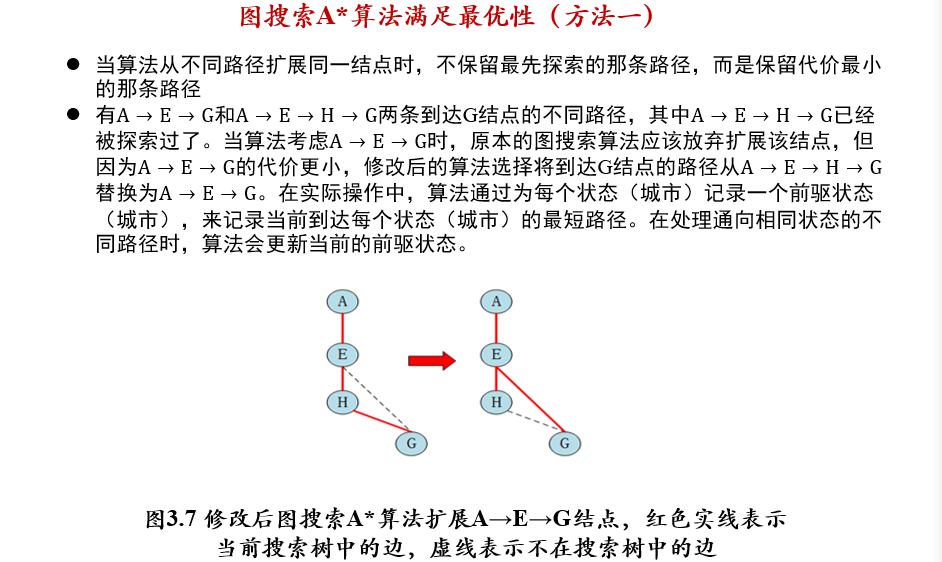 图搜索A*算法满足最优性（方法一）
● 当算法从不同路径扩展同一结点时，不保留最先探索的那条路径，而是保留代价最小
的那条路径
● 有A → E → G和A → E → H → G两条到达G结点的不同路径，其中A → E → H → G已经
被探索过了。当算法考虑A → E → G时，原本的图搜索算法应该放弃扩展该结点，但
因为A → E → G的代价更小，修改后的算法选择将到达G结点的路径从A → E → H → G
替换为A → E → G。在实际操作中，算法通过为每个状态（城市）记录一个前驱状态
（城市），来记录当前到达每个状态（城市）的最短路径。在处理通向相同状态的不
同路径时，算法会更新当前的前驱状态。
A
E
H
G
A
E
H
G
图3.7 修改后图搜索A*算法扩展A→E→G结点，红色实线表示
当前搜索树中的边，虚线表示不在搜索树中的边